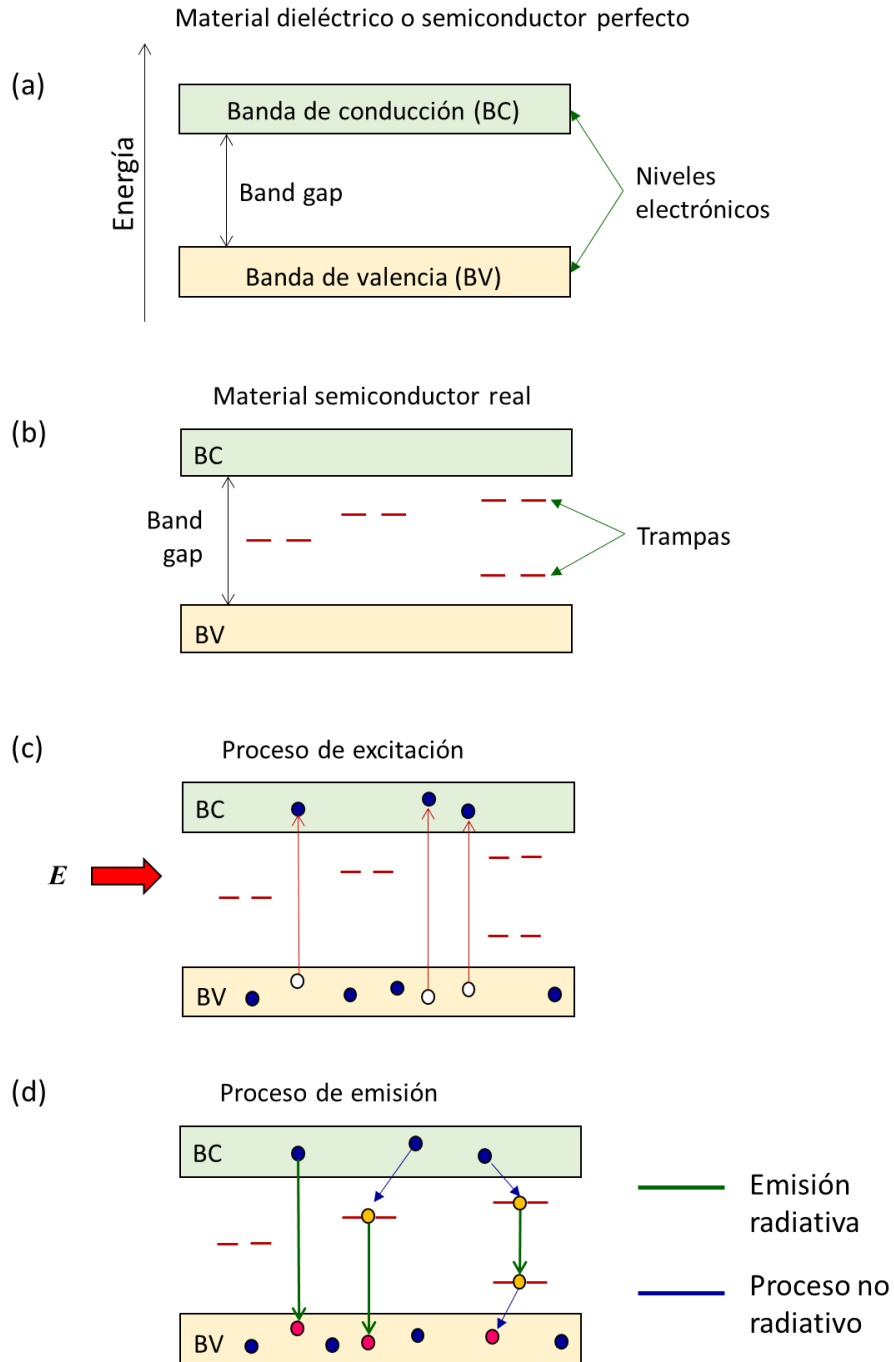 Material dieléctrico o semiconductor perfecto
(a)
Energía
Banda de conducción (BC)
Band gap
Niveles
electrónicos
Banda de valencia (BV)
Material semiconductor real
(b)
BC
Band
gap
Trampas
BV
(c)
Proceso de excitación
BC
E
BV
(d)
Proceso de emisión
BC
BV
Emisión
radiativa
Proceso no
radiativo